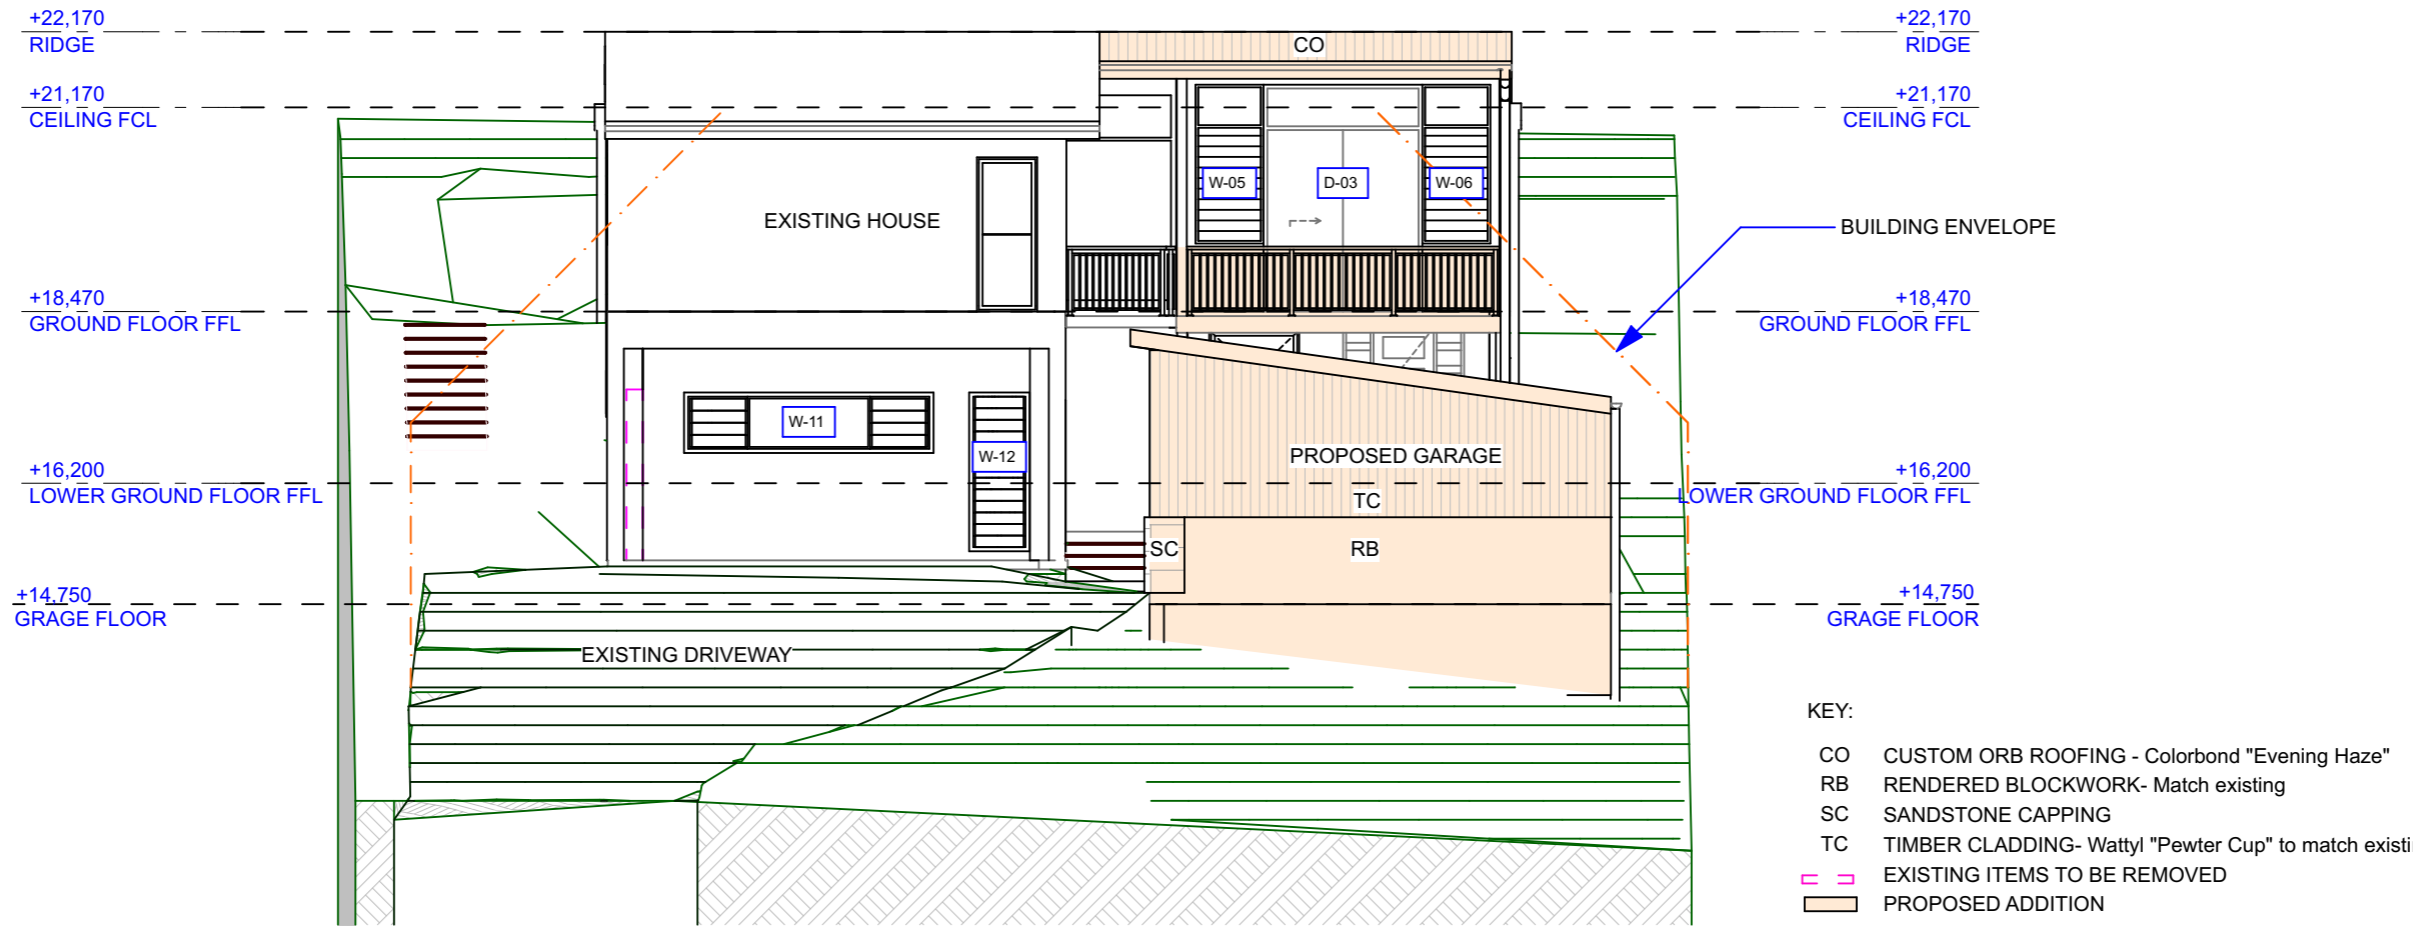 +22,170
RIDGE
+22,170
RIDGE
CO
+21,170
CEILING FCL
+21,170
CEILING FCL
W-05
D-03
W-06
EXISTING HOUSE
BUILDING ENVELOPE
+18,470
GROUND FLOOR FFL
+18,470
GROUND FLOOR FFL
W-11
W-12
PROPOSED GARAGE
+16,200
LOWER GROUND FLOOR FFL
+16,200
LOWER GROUND FLOOR FFL
TC
SC
RB
+14,750
GRAGE FLOOR
+14,750
GRAGE FLOOR
EXISTING DRIVEWAY
KEY:
CO CUSTOM ORB ROOFING - Colorbond "Evening Haze"
RB RENDERED BLOCKWORK- Match existing
SC SANDSTONE CAPPING
TC TIMBER CLADDING- Wattyl "Pewter Cup" to match existi
EXISTING ITEMS TO BE REMOVED
PROPOSED ADDITION